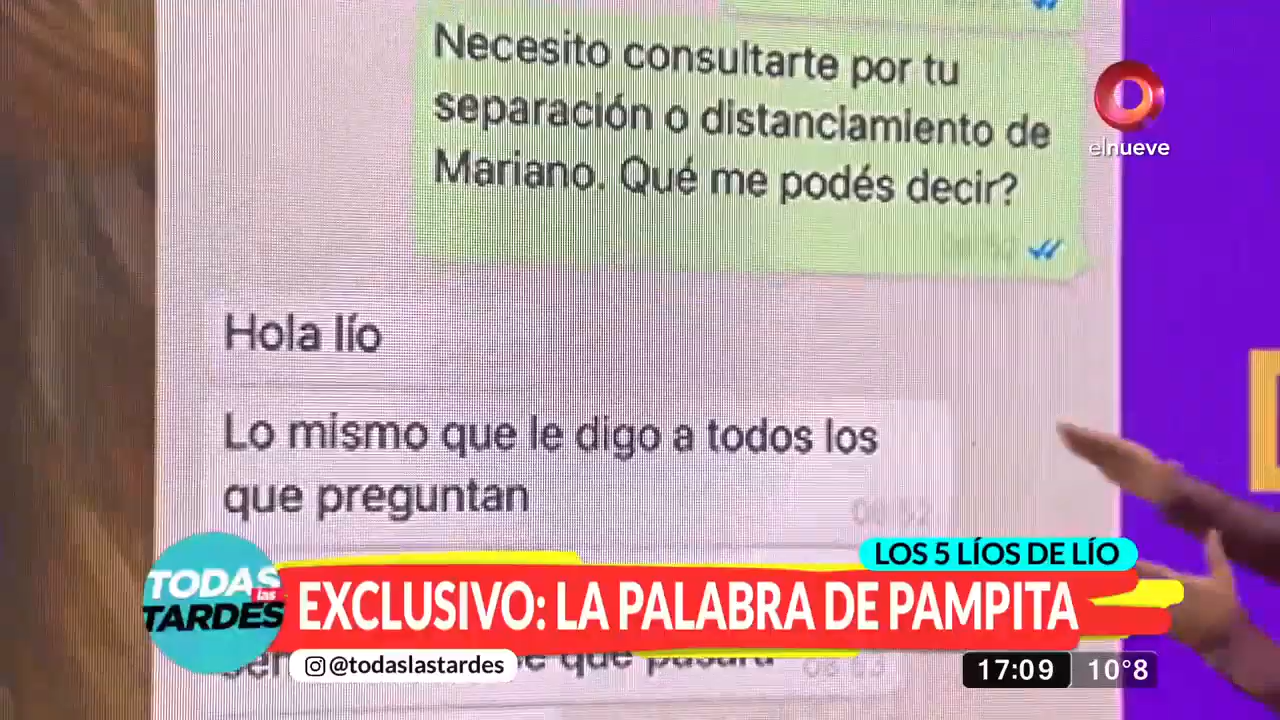 Necesito consultarte por tu
separación o distanciamiento de
Mariano. Qué me podés decir?
elnueve
Hola lío
Lo mismo que le digo a todos los
que preguntan
06:52
LOS 5 LÍOS DE LÍO
TODAS
las
TARDES
EXCLUSIVO: LA PALABRA DE PAMPITA
@todaslastardes
17:09
10°8